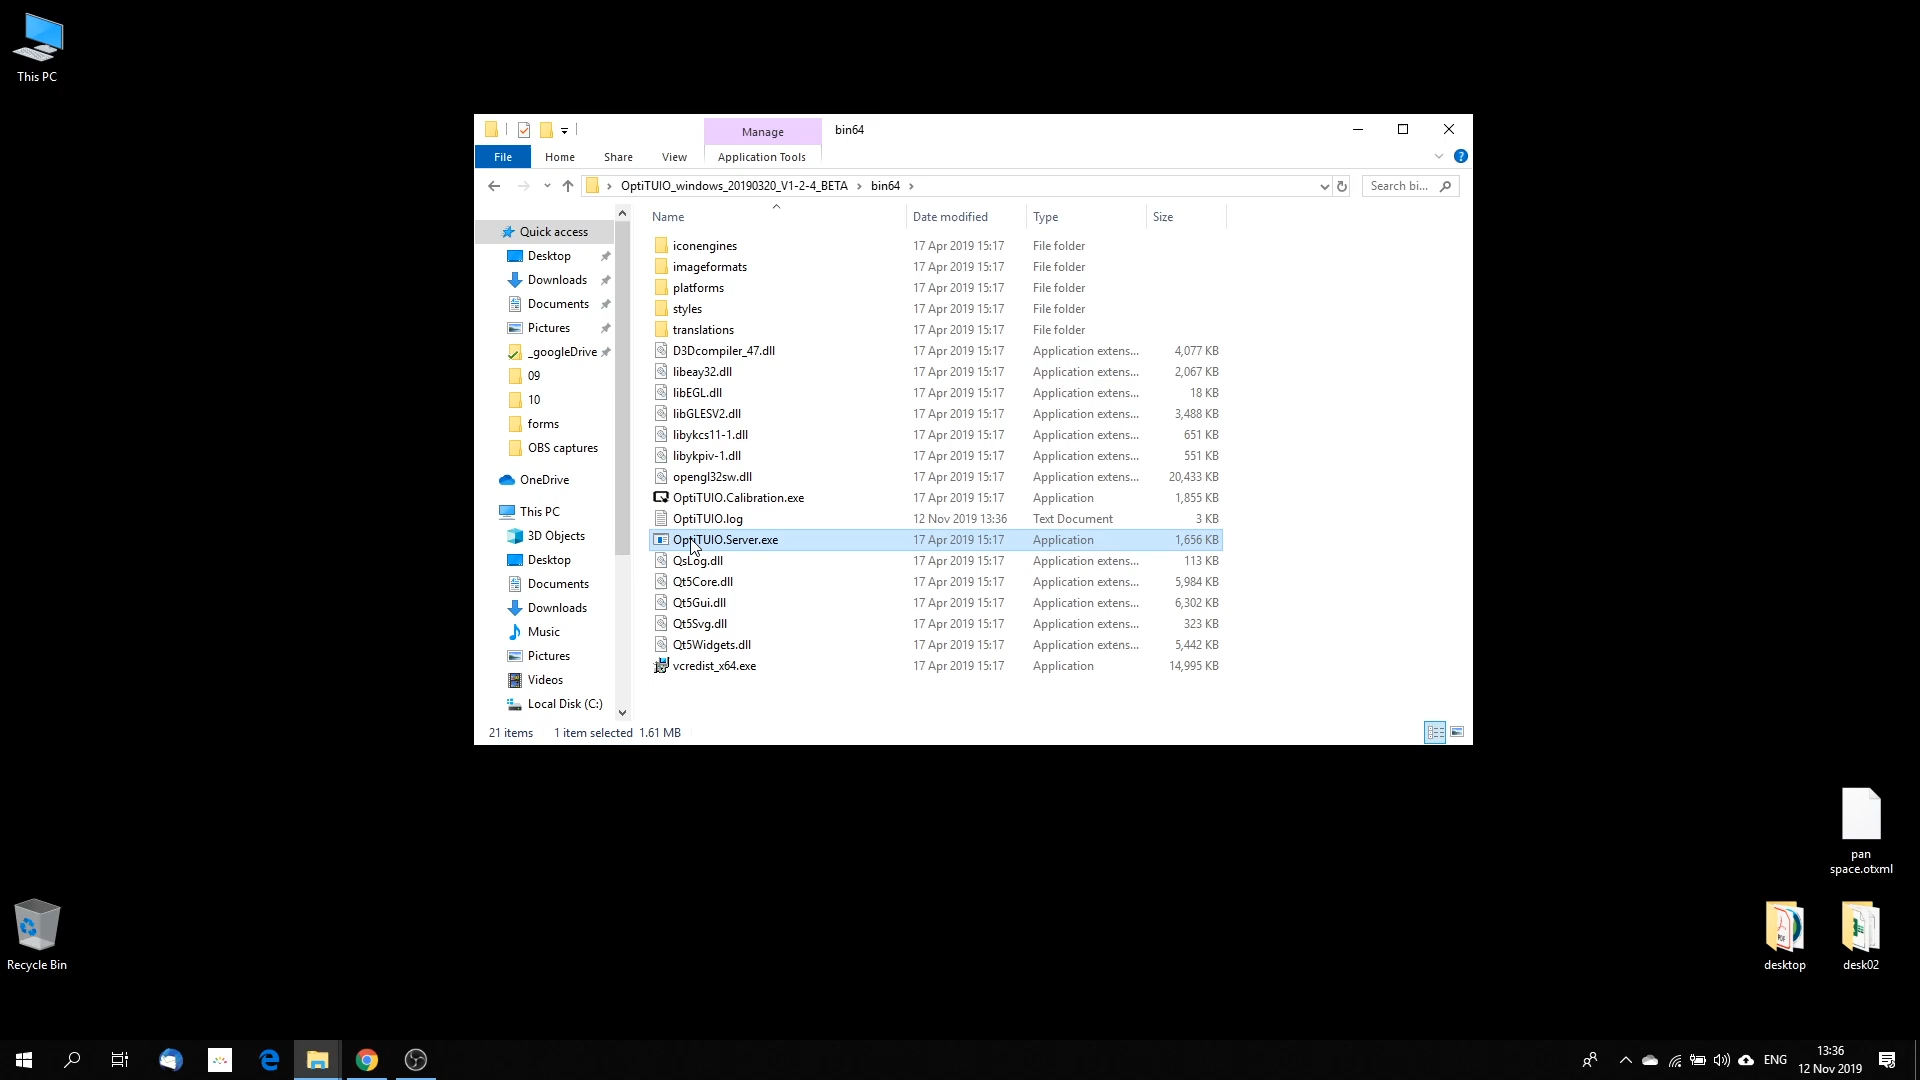 This PC
Manage bin64
File Home Share View Application Tools
OptiTUIO_windows_20190320_V1-2-4_BETA bin64 Search bi...
Name Date modified Type Size
Quick access
Desktop
Downloads
Documents
Pictures
_googleDrive
09
10
forms
OBS captures
OneDrive
This PC
3D Objects
Desktop
Documents
Downloads
Music
Pictures
Videos
Local Disk (C:)
iconengines 17 Apr 2019 15:17 File folder
imageformats 17 Apr 2019 15:17 File folder
platforms 17 Apr 2019 15:17 File folder
styles 17 Apr 2019 15:17 File folder
translations 17 Apr 2019 15:17 File folder
D3Dcompiler_47.dll 17 Apr 2019 15:17 Application extens... 4,077 KB
libeay32.dll 17 Apr 2019 15:17 Application extens... 2,067 KB
libEGL.dll 17 Apr 2019 15:17 Application extens... 18 KB
libGLESV2.dll 17 Apr 2019 15:17 Application extens... 3,488 KB
libykcs11-1.dll 17 Apr 2019 15:17 Application extens... 651 KB
libykpiv-1.dll 17 Apr 2019 15:17 Application extens... 551 KB
opengl32sw.dll 17 Apr 2019 15:17 Application extens... 20,433 KB
OptiTUIO.Calibration.exe 17 Apr 2019 15:17 Application 1,855 KB
OptiTUIO.log 12 Nov 2019 13:36 Text Document 3 KB
OptiTUIO.Server.exe 17 Apr 2019 15:17 Application 1,656 KB
QsLog.dll 17 Apr 2019 15:17 Application extens... 113 KB
Qt5Core.dll 17 Apr 2019 15:17 Application extens... 5,984 KB
Qt5Gui.dll 17 Apr 2019 15:17 Application extens... 6,302 KB
Qt5Svg.dll 17 Apr 2019 15:17 Application extens... 323 KB
Qt5Widgets.dll 17 Apr 2019 15:17 Application extens... 5,442 KB
vcredist_x64.exe 17 Apr 2019 15:17 Application 14,995 KB
21 items 1 item selected 1.61 MB
pan
space.otxml
Recycle Bin
desktop
desk02
ENG
13:36
12 Nov 2019